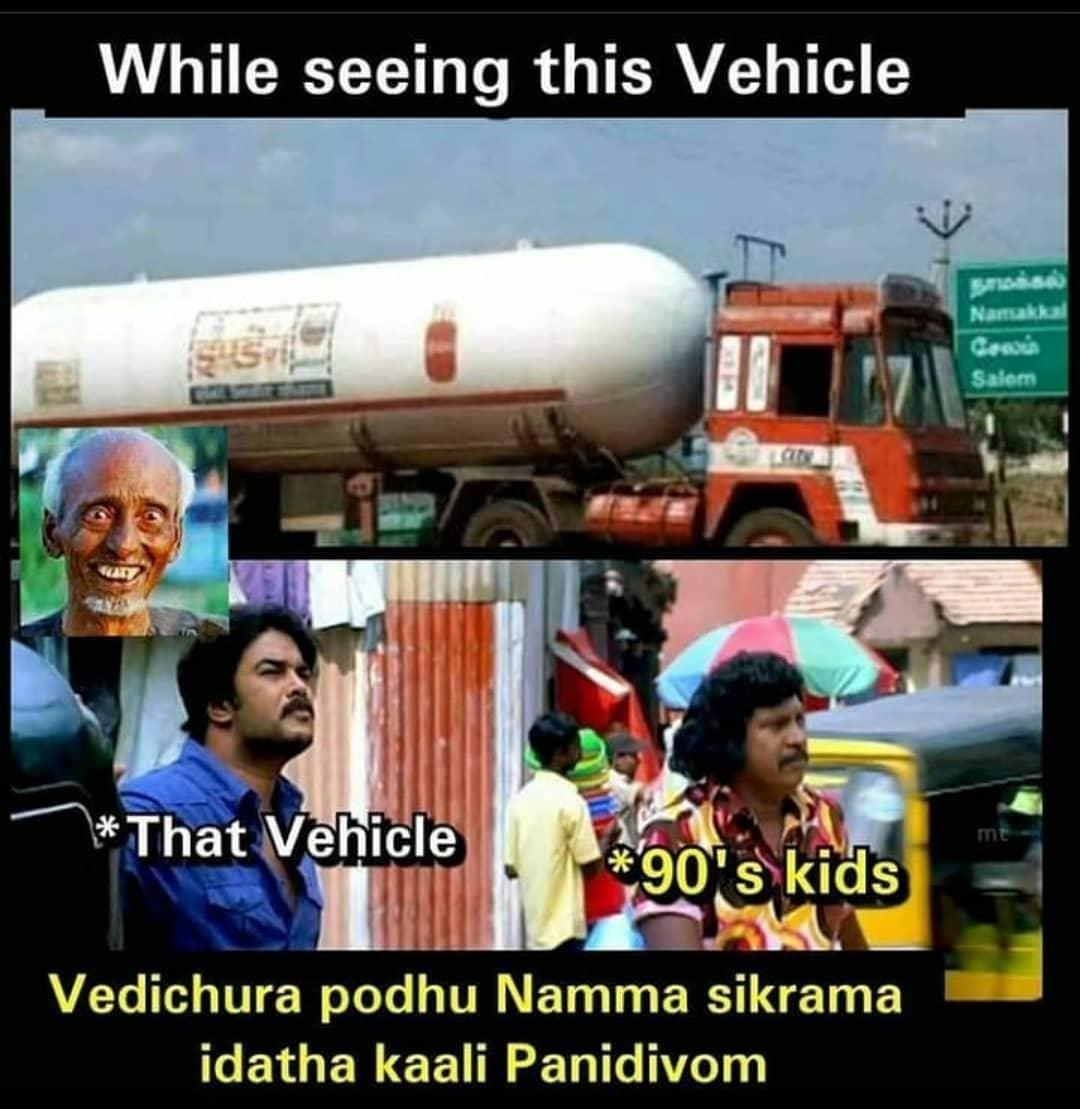 While seeing this Vehicle
நாமக்கல்
Namakkal
சேலம்
Salem
*That Vehicle
*90's kids
mt
Vedichura podhu Namma sikrama
idatha kaali Panidivom